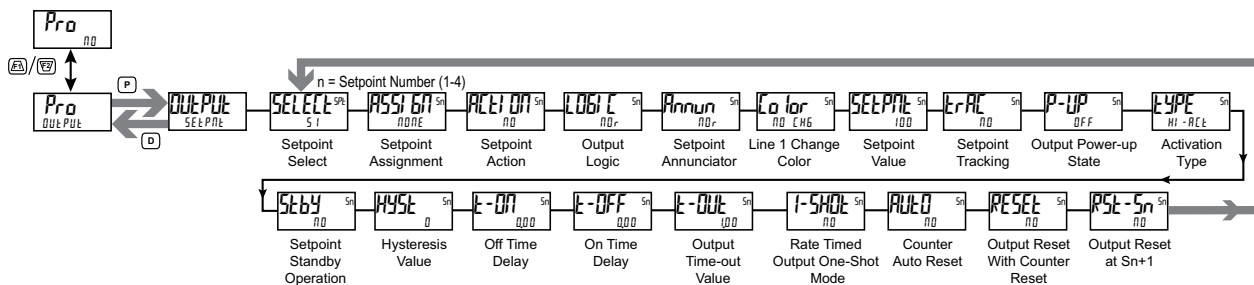 Pro
NO
F1/F2
P
n = Setpoint Number (1-4)
Pro
OUtPUt
OUtPUt
SEtPNt
SELECt SPt
S1
ASSIGN Sn
NONE
ACtION Sn
NO
LOGIC Sn
NOr
Annun Sn
NOr
Color Sn
NO CHG
SEtPNt Sn
100
trAC Sn
NO
P-UP Sn
OFF
tYPE Sn
HI-ACt
D
Setpoint
Select
Setpoint
Assignment
Setpoint
Action
Output
Logic
Setpoint
Annunciator
Line 1 Change
Color
Setpoint
Value
Setpoint
Tracking
Output Power-up
State
Activation
Type
Stby Sn
NO
HYSt Sn
0
t-ON Sn
0.00
t-OFF Sn
0.00
t-OUt Sn
1.00
1-SHOt Sn
NO
AUtO Sn
NO
RESEt Sn
NO
RSt-Sn Sn
NO
Setpoint
Standby
Operation
Hysteresis
Value
Off Time
Delay
On Time
Delay
Output
Time-out
Value
Rate Timed
Output One-Shot
Mode
Counter
Auto Reset
Output Reset
With Counter
Reset
Output Reset
at Sn+1